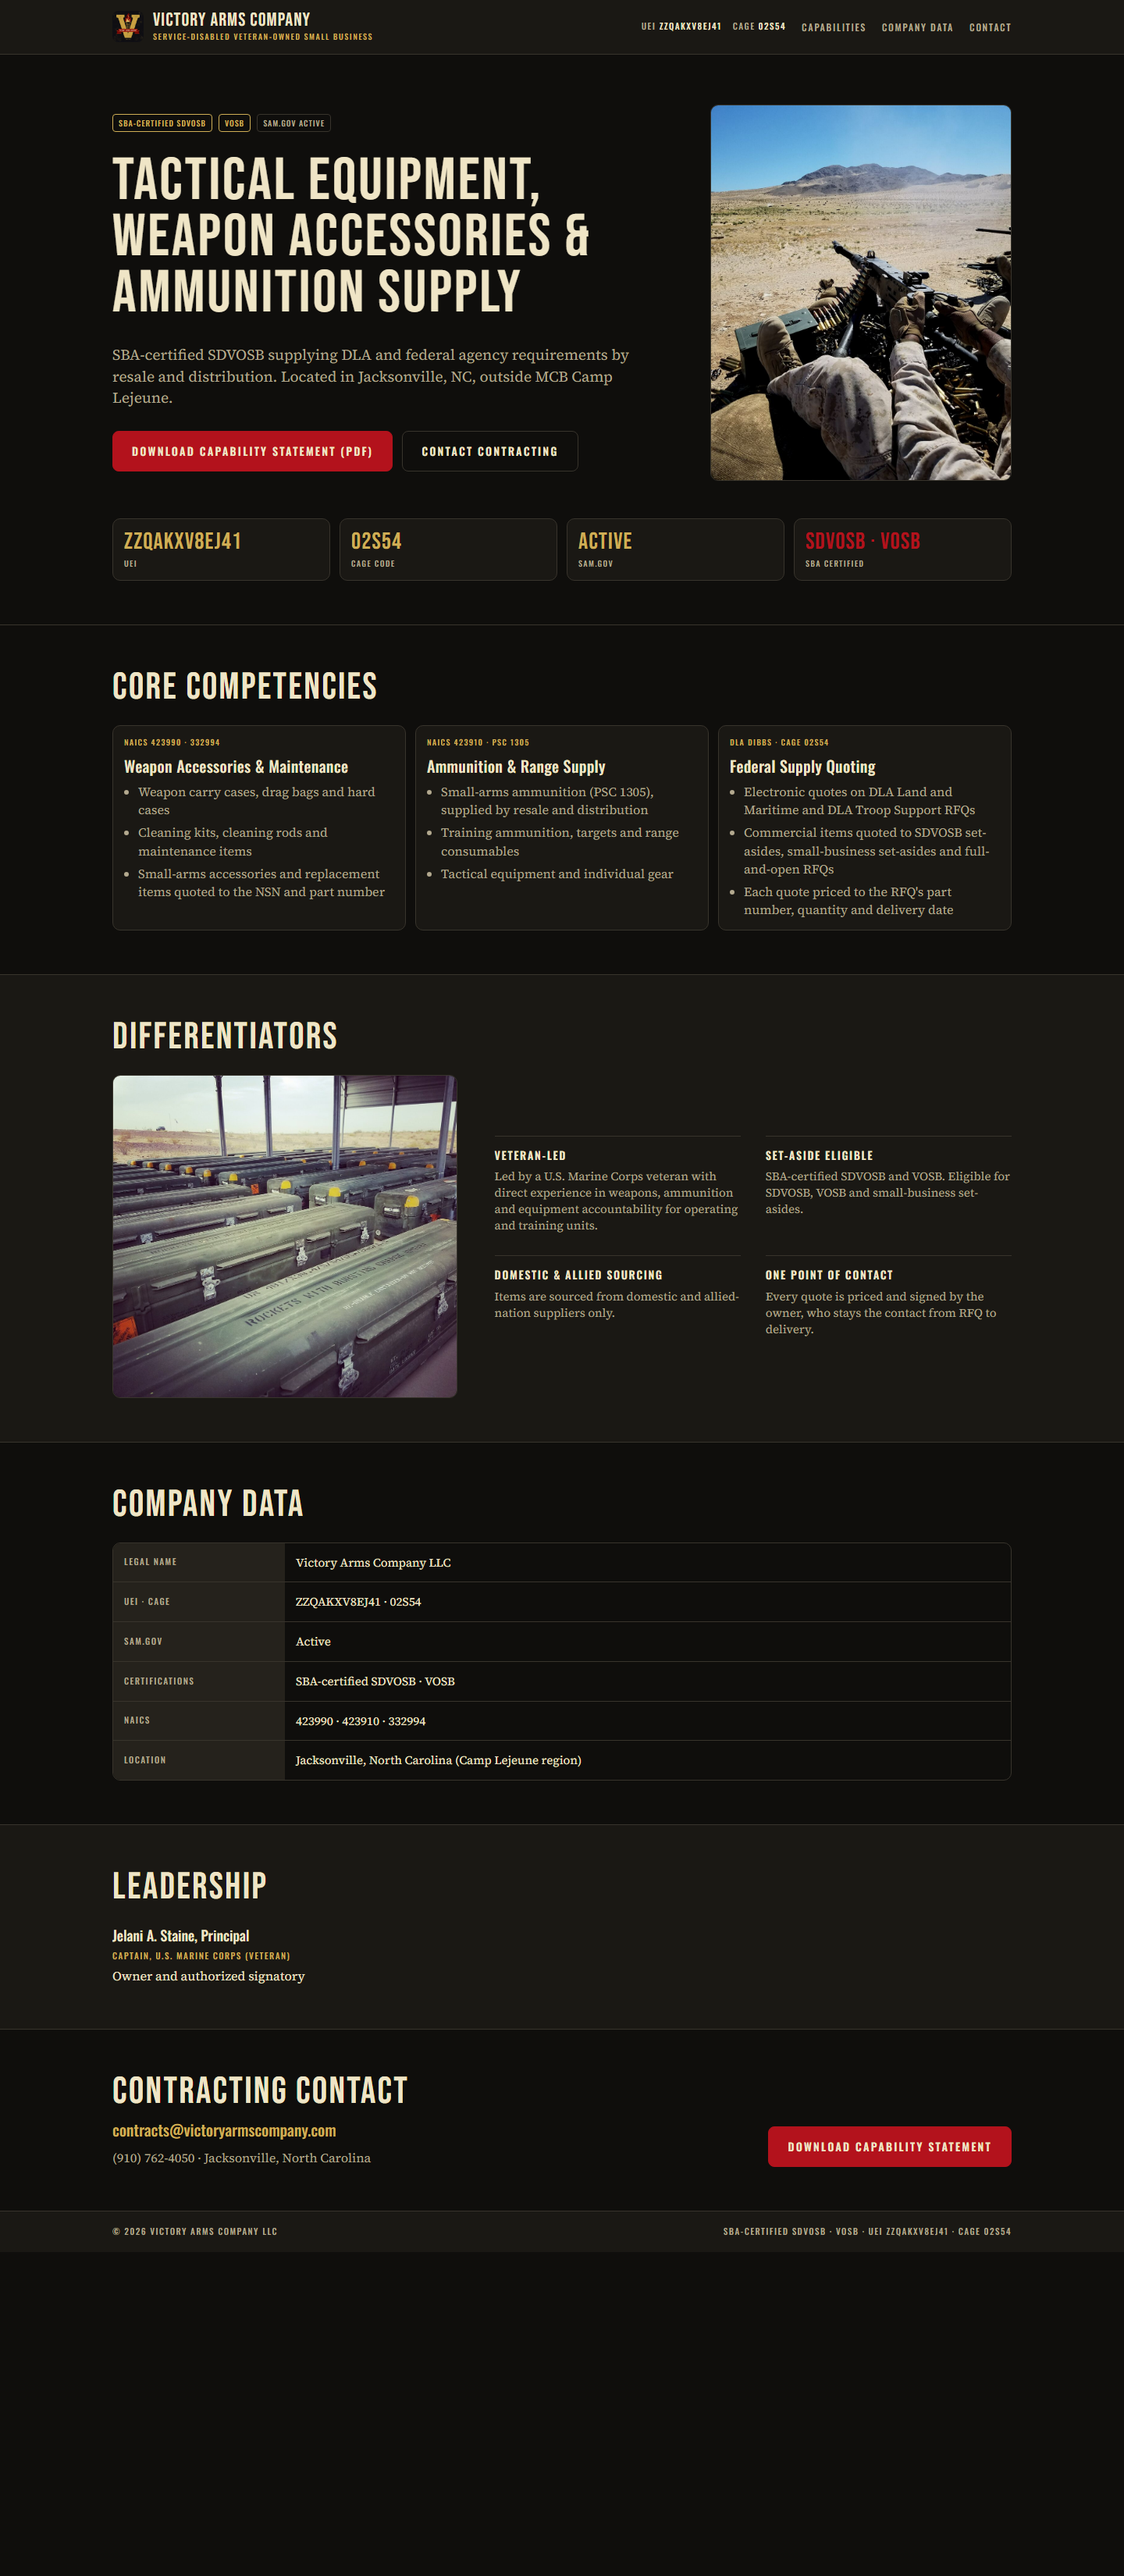 VICTORY ARMS COMPANY
SERVICE-DISABLED VETERAN-OWNED SMALL BUSINESS
UEI ZZQAKXV8EJ41 CAGE 02S54 CAPABILITIES COMPANY DATA CONTACT
SBA-CERTIFIED SDVOSB VOSB SAM.GOV ACTIVE
TACTICAL EQUIPMENT,
WEAPON ACCESSORIES &
AMMUNITION SUPPLY
SBA-certified SDVOSB supplying DLA and federal agency requirements by
resale and distribution. Located in Jacksonville, NC, outside MCB Camp
Lejeune.
DOWNLOAD CAPABILITY STATEMENT (PDF) CONTACT CONTRACTING
ZZQAKXV8EJ41
UEI
02S54
CAGE CODE
ACTIVE
SAM.GOV
SDVOSB · VOSB
SBA CERTIFIED
CORE COMPETENCIES
NAICS 423990 · 332994
Weapon Accessories & Maintenance
• Weapon carry cases, drag bags and hard
cases
• Cleaning kits, cleaning rods and
maintenance items
• Small-arms accessories and replacement
items quoted to the NSN and part number
NAICS 423910 · PSC 1305
Ammunition & Range Supply
• Small-arms ammunition (PSC 1305),
supplied by resale and distribution
• Training ammunition, targets and range
consumables
• Tactical equipment and individual gear
DLA DIBBS · CAGE 02S54
Federal Supply Quoting
• Electronic quotes on DLA Land and
Maritime and DLA Troop Support RFQs
• Commercial items quoted to SDVOSB set-
asides, small-business set-asides and full-
and-open RFQs
• Each quote priced to the RFQ's part
number, quantity and delivery date
DIFFERENTIATORS
ROCKETS WITH
VETERAN-LED
Led by a U.S. Marine Corps veteran with
direct experience in weapons, ammunition
and equipment accountability for operating
and training units.
SET-ASIDE ELIGIBLE
SBA-certified SDVOSB and VOSB. Eligible for
SDVOSB, VOSB and small-business set-
asides.
DOMESTIC & ALLIED SOURCING
Items are sourced from domestic and allied-
nation suppliers only.
ONE POINT OF CONTACT
Every quote is priced and signed by the
owner, who stays the contact from RFQ to
delivery.
COMPANY DATA
LEGAL NAME Victory Arms Company LLC
UEI · CAGE ZZQAKXV8EJ41 · 02S54
SAM.GOV Active
CERTIFICATIONS SBA-certified SDVOSB · VOSB
NAICS 423990 · 423910 · 332994
LOCATION Jacksonville, North Carolina (Camp Lejeune region)
LEADERSHIP
Jelani A. Staine, Principal
CAPTAIN, U.S. MARINE CORPS (VETERAN)
Owner and authorized signatory
CONTRACTING CONTACT
contracts@victoryarmscompany.com
(910) 762-4050 · Jacksonville, North Carolina
DOWNLOAD CAPABILITY STATEMENT
© 2026 VICTORY ARMS COMPANY LLC
SBA-CERTIFIED SDVOSB · VOSB · UEI ZZQAKXV8EJ41 · CAGE 02S54